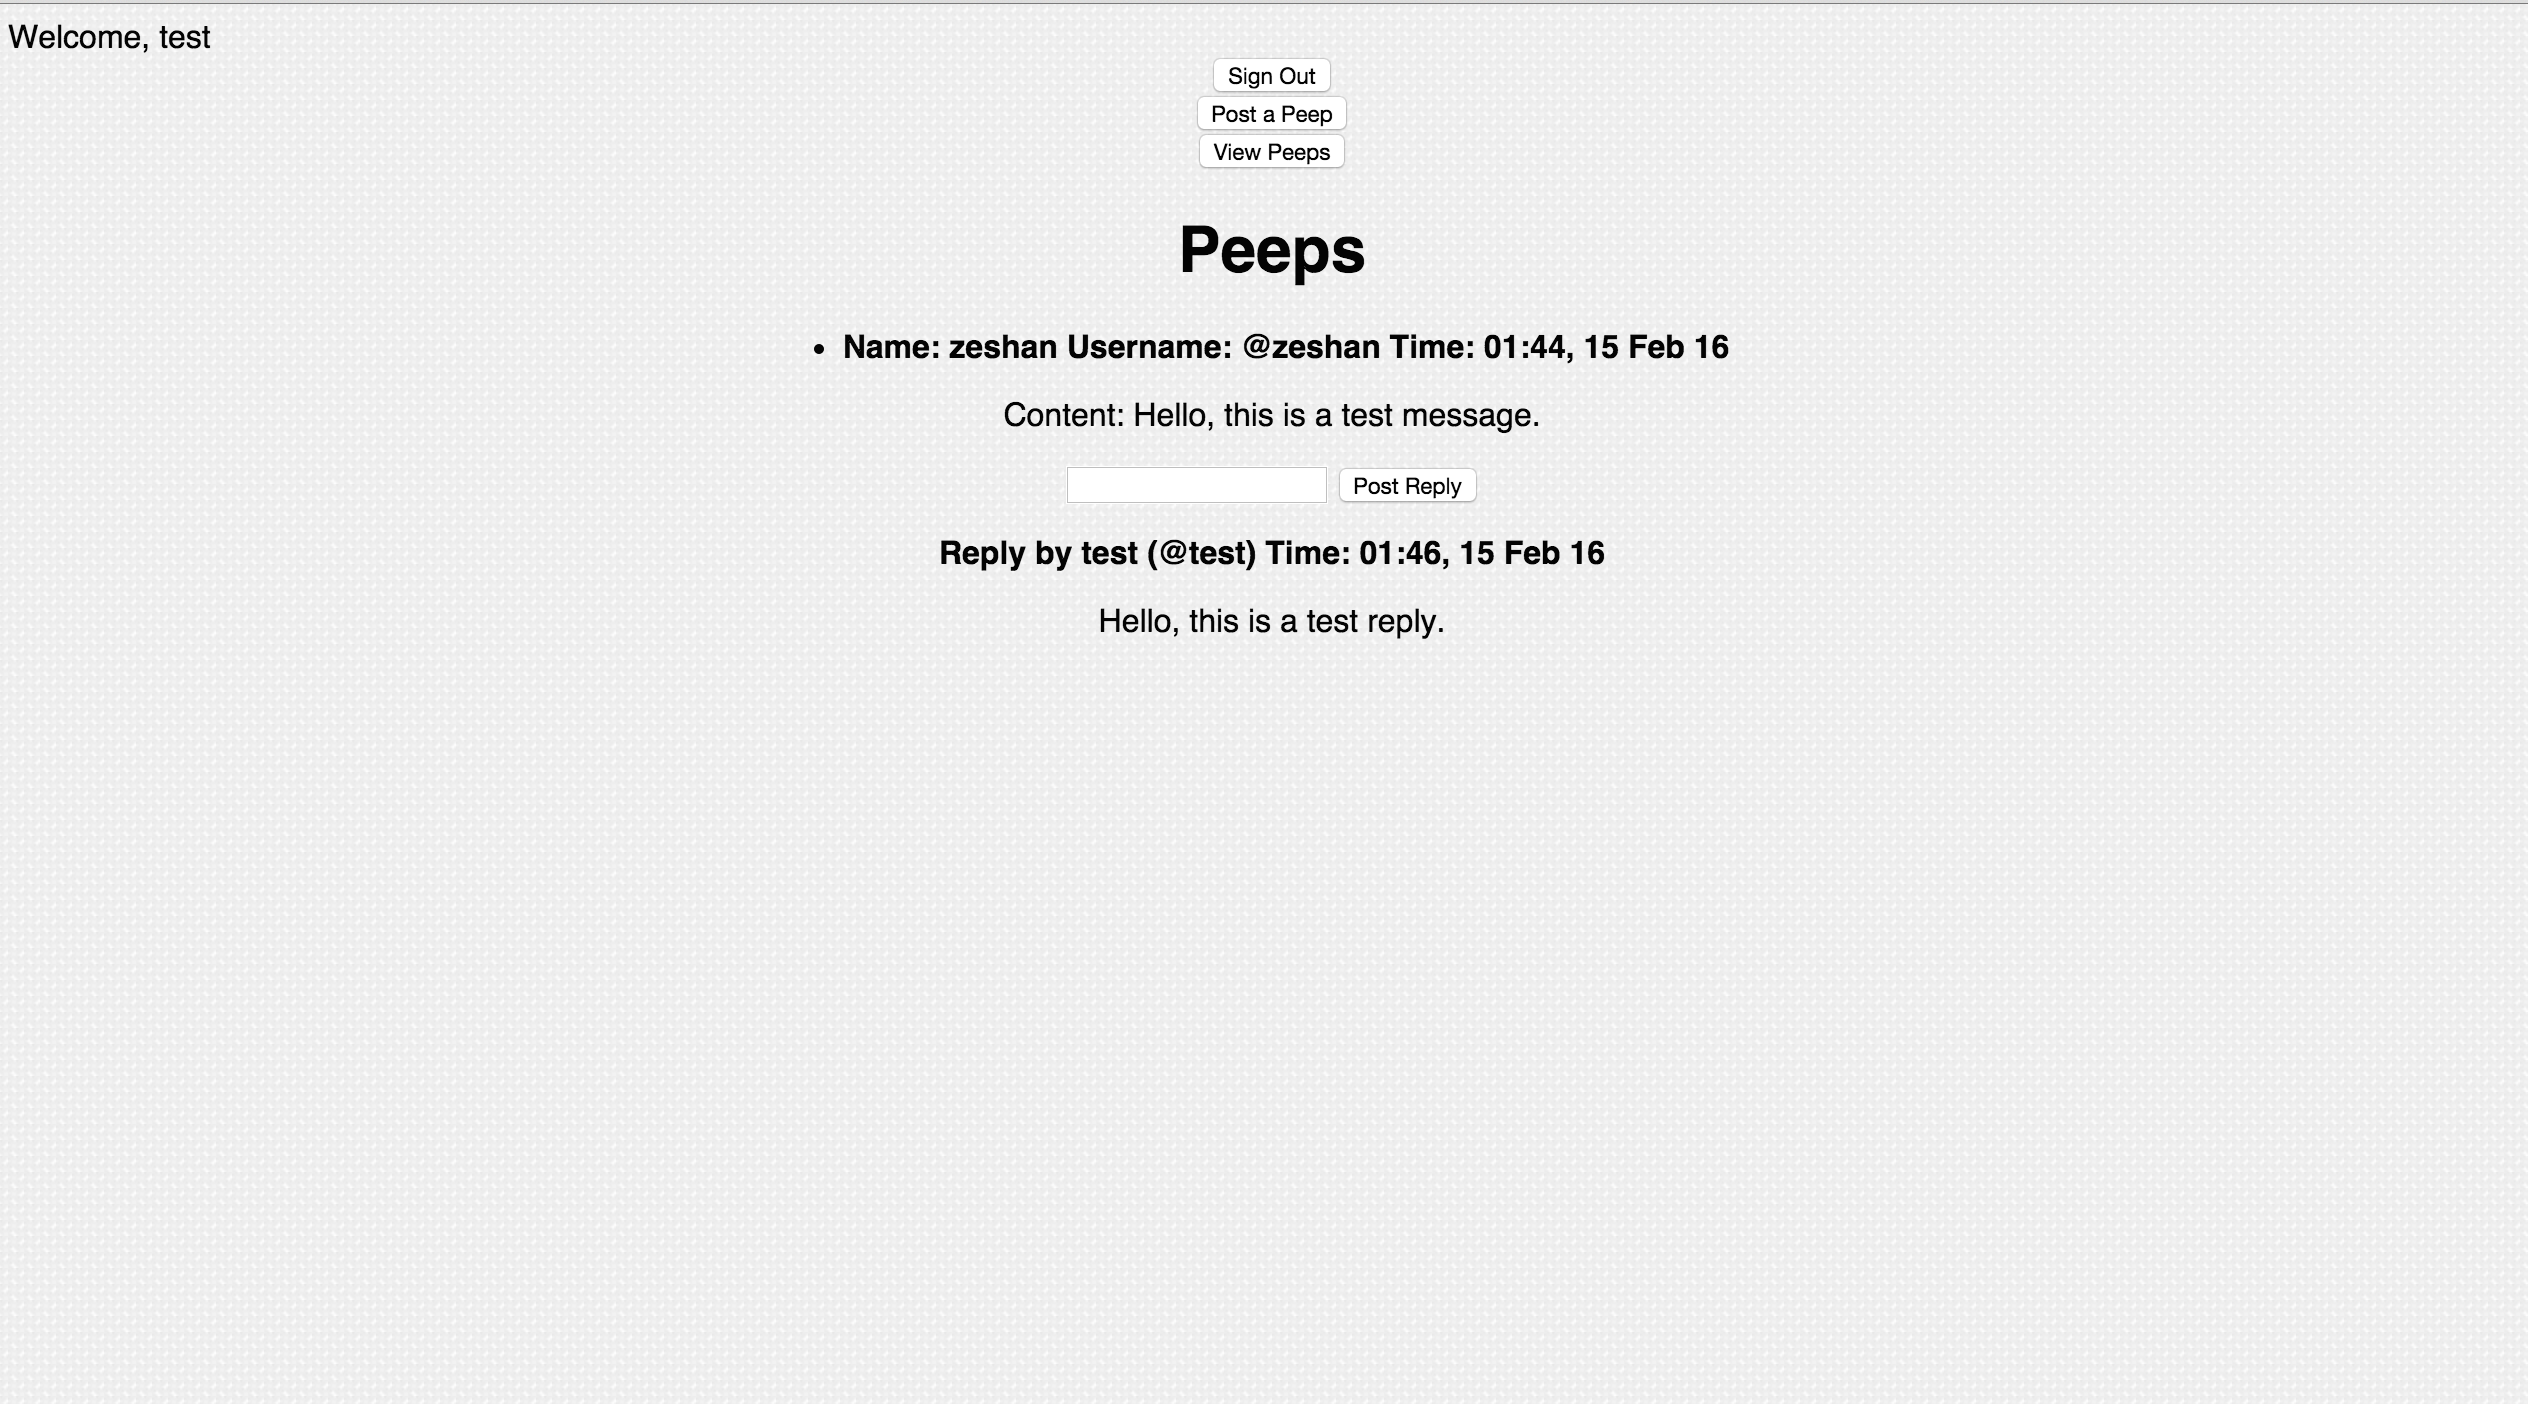 Welcome, test
Sign Out
Post a Peep
View Peeps
Peeps
• Name: zeshan Username: @zeshan Time: 01:44, 15 Feb 16
Content: Hello, this is a test message.
Post Reply
Reply by test (@test) Time: 01:46, 15 Feb 16
Hello, this is a test reply.